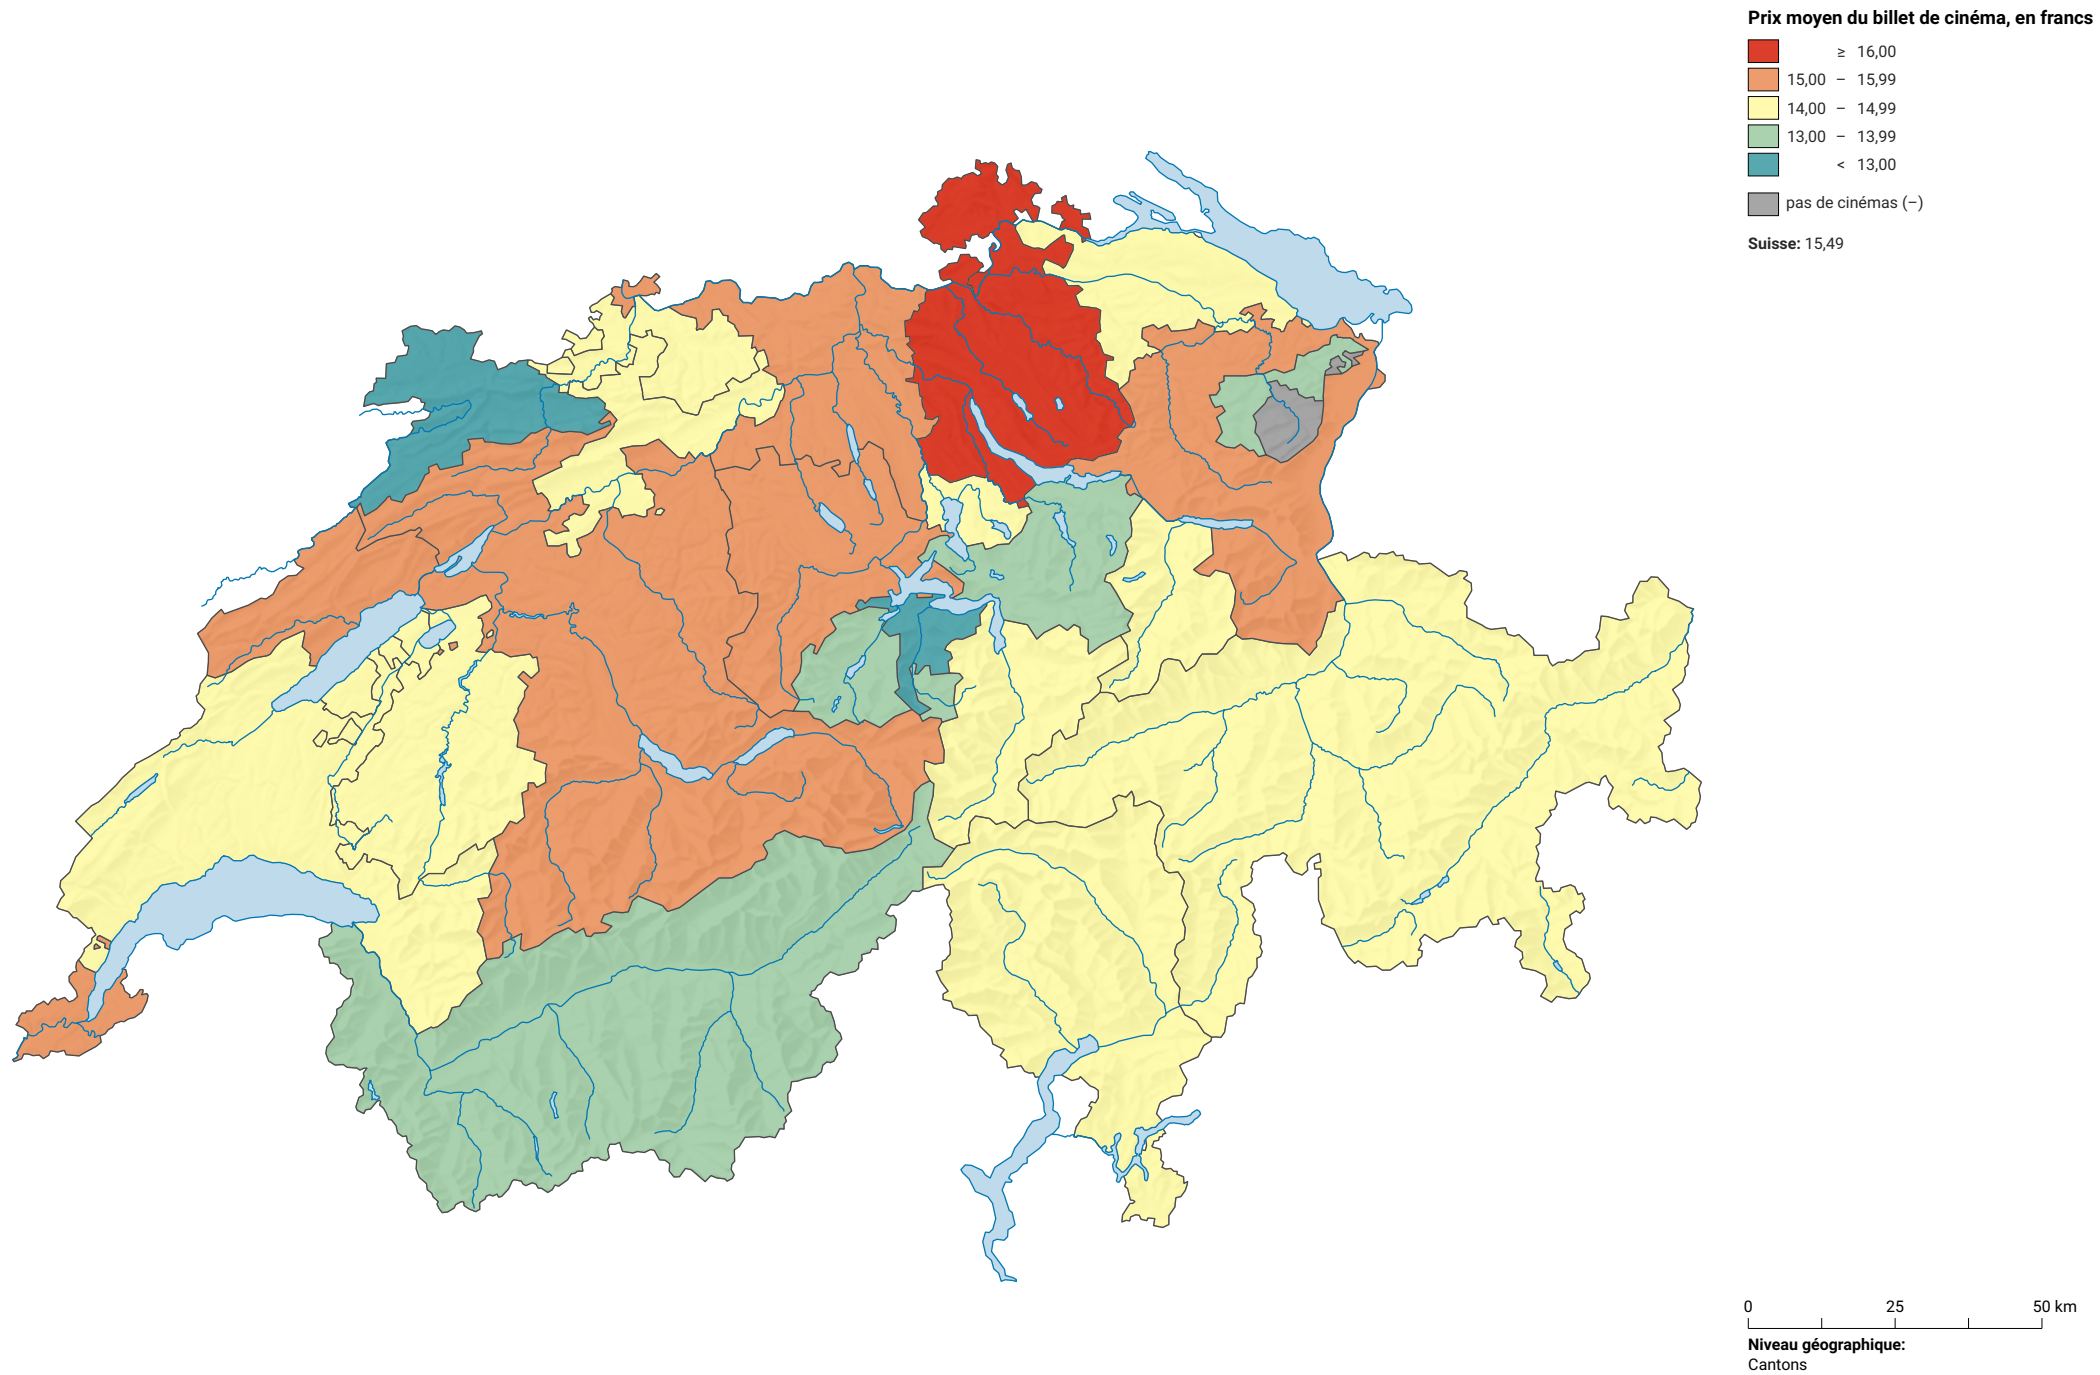 Prix moyen du billet de cinéma, en francs
≥ 16,00
15,00 – 15,99
14,00 – 14,99
13,00 – 13,99
< 13,00
pas de cinémas (–)
Suisse: 15,49
0 25 50 km
Niveau géographique:
Cantons